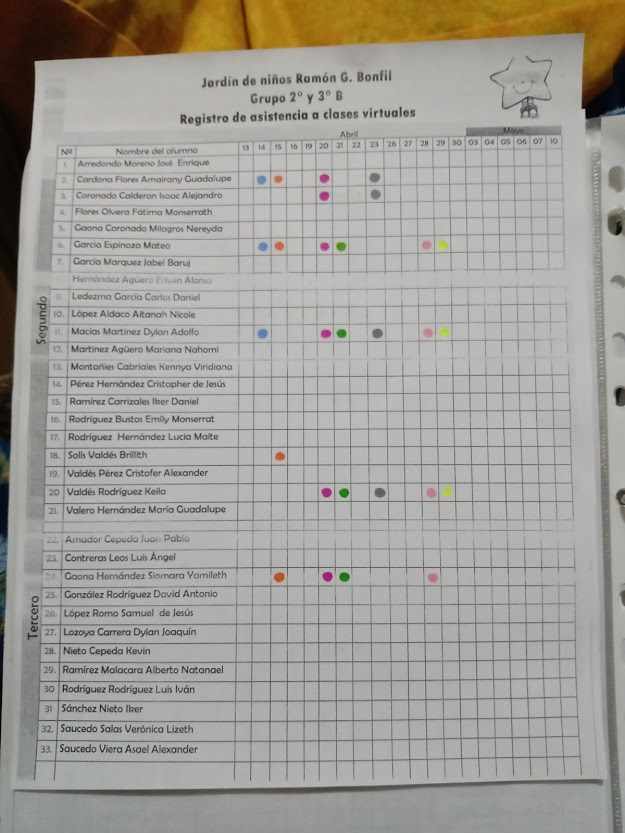 Jardín de niños Ramón G. Bonfil
Grupo 2° y 3° B
Registro de asistencia a clases virtuales
Abril Mayo
Nº Nombre del alumno 13 14 15 16 19 20 21 22 23 26 27 28 29 30 03 04 05 06 07 10
Segundo
1. Arredondo Moreno José Enrique
2. Cardona Flores Amairany Guadalupe
3. Coronado Calderon Isaac Alejandro
4. Flores Olvera Fátima Monserrath
5. Gaona Coronado Milagros Nereyda
6. García Espinoza Mateo
7. García Marquez Jabel Baruj
Hernández Agüero Edwin Alonso
9. Ledezma García Carlos Daniel
10. López Aldaco Aitanah Nicole
11. Macías Martínez Dylan Adolfo
12. Martínez Agüero Mariana Nahomi
13. Montañies Cabriales Kennya Viridiana
14. Pérez Hernández Cristopher de Jesús
15. Ramírez Carrizales Iber Daniel
16. Rodríguez Bustos Emily Monserrat
17. Rodríguez Hernández Lucía Maite
18. Solís Valdés Brillith
19. Valdés Pérez Cristofer Alexander
20 Valdés Rodríguez Keila
21. Valero Hernández María Guadalupe
Tercero
22. Amador Cepeda Juan Pablo
23. Contreras Leos Luis Ángel
24. Gaona Hernández Siomara Yamileth
25. González Rodríguez David Antonio
26. López Romo Samuel de Jesús
27. Lozoya Carrera Dylan Joaquín
28. Nieto Cepeda Kevin
29. Ramírez Malacara Alberto Natanael
30 Rodríguez Rodríguez Luis Iván
31 Sánchez Nieto Iker
32. Saucedo Salas Verónica Lizeth
33. Saucedo Viera Asael Alexander